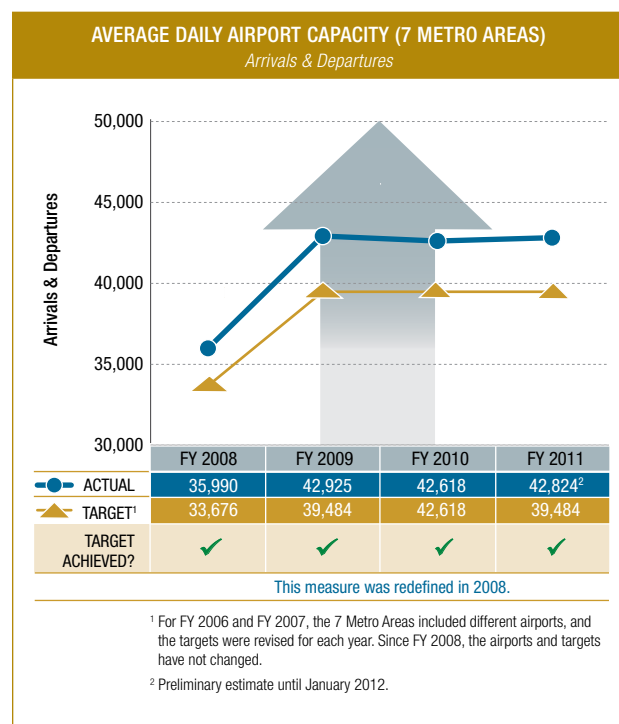 AVERAGE DAILY AIRPORT CAPACITY (7 METRO AREAS)
Arrivals & Departures
50,000
45,000
40,000
35,000
30,000
Arrivals & Departures
FY 2008 FY 2009 FY 2010 FY 2011
ACTUAL 35,990 42,925 42,618 42,824²
TARGET¹ 33,676 39,484 42,618 39,484
TARGET
ACHIEVED? ✓ ✓ ✓ ✓
This measure was redefined in 2008.
¹ For FY 2006 and FY 2007, the 7 Metro Areas included different airports, and
the targets were revised for each year. Since FY 2008, the airports and targets
have not changed.
² Preliminary estimate until January 2012.